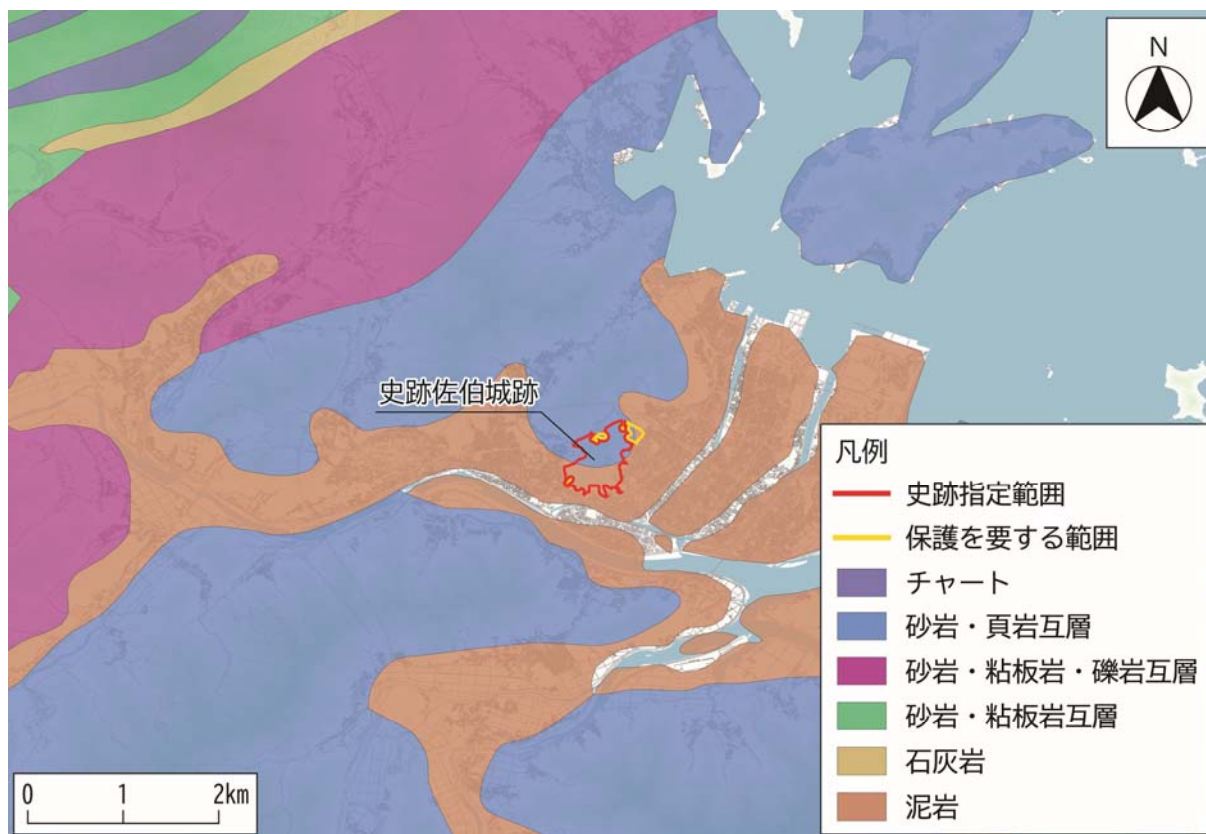 N
史跡佐伯城跡
凡例
史跡指定範囲
保護を要する範囲
チャート
砂岩・頁岩互層
砂岩・粘板岩・礫岩互層
砂岩・粘板岩互層
石灰岩
泥岩
0 1 2km